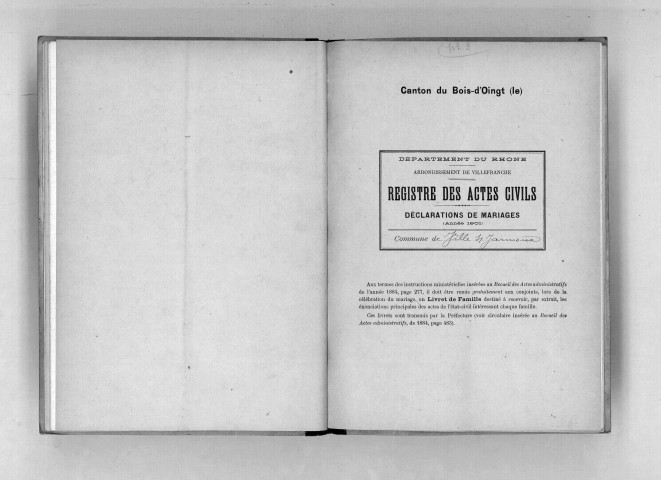 Canton du Bois-d'Oingt (le)
DÉPARTEMENT DU RHONE
ARRONDISSEMENT DE VILLEFRANCHE
REGISTRE DES ACTES CIVILS
DÉCLARATIONS DE MARIAGES
(Année 1901)
Commune de Ville s/ Jarnioux
Aux termes des instructions ministérielles insérées au Recueil des Actes administratifs
de l'année 1884, page 277, il doit être remis gratuitement aux conjoints, lors de la
célébration du mariage, un Livret de Famille destiné à recevoir, par extrait, les
énonciations principales des actes de l'état-civil intéressant chaque famille.
Ces livrets sont transmis par la Préfecture (voir circulaire insérée au Recueil des
Actes administratifs, de 1884, page 463).